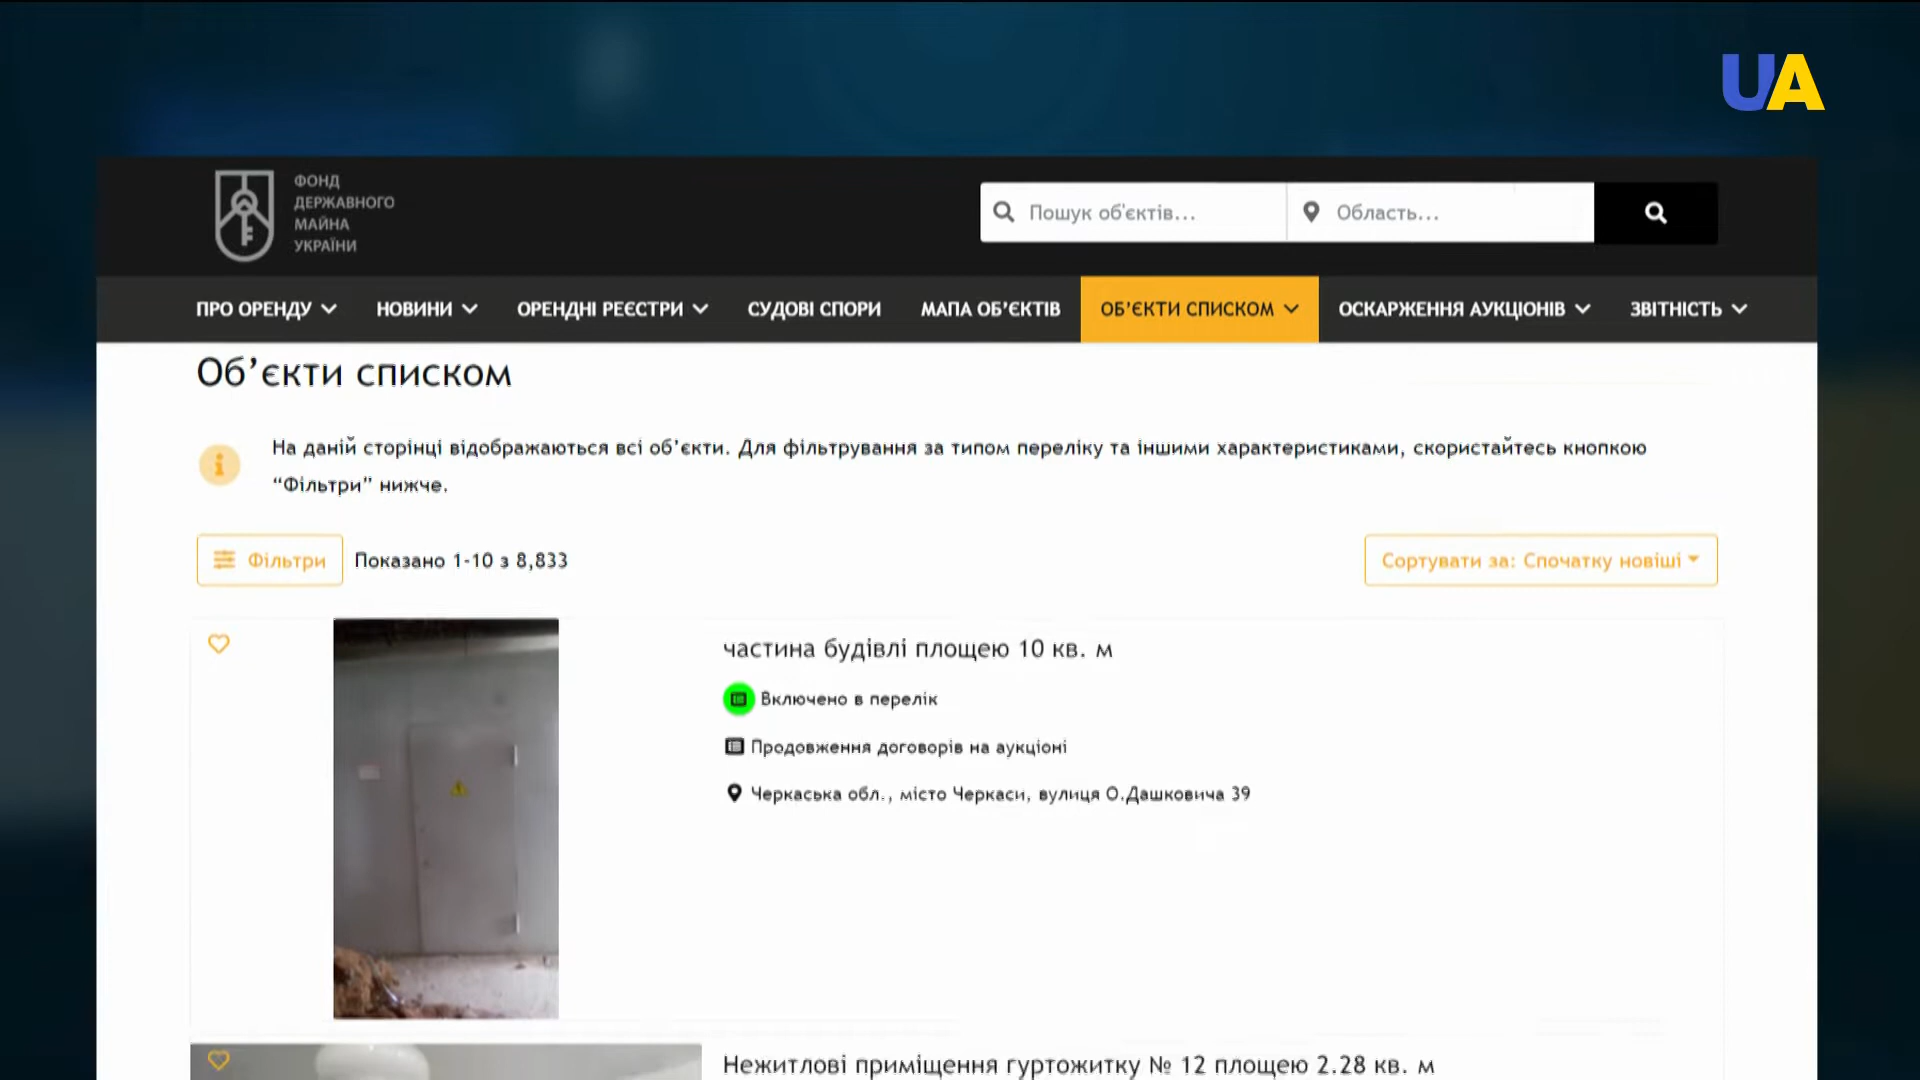 UA
ФОНД
ДЕРЖАВНОГО
МАЙНА
УКРАЇНИ
Пошук об'єктів...
Область...
ПРО ОРЕНДУ
НОВИНИ
ОРЕНДНІ РЕЄСТРИ
СУДОВІ СПОРИ
МАПА ОБ’ЄКТІВ
ОБ’ЄКТИ СПИСКОМ
ОСКАРЖЕННЯ АУКЦІОНІВ
ЗВІТНІСТЬ
Об’єкти списком
На даній сторінці відображаються всі об’єкти. Для фільтрування за типом переліку та іншими характеристиками, скористайтесь кнопкою
“Фільтри” нижче.
Фільтри
Показано 1-10 з 8,833
Сортувати за: Спочатку новіші
частина будівлі площею 10 кв. м
Включено в перелік
Продовження договорів на аукціоні
Черкаська обл., місто Черкаси, вулиця О.Дашковича 39
Нежитлові приміщення гуртожитку № 12 площею 2.28 кв. м